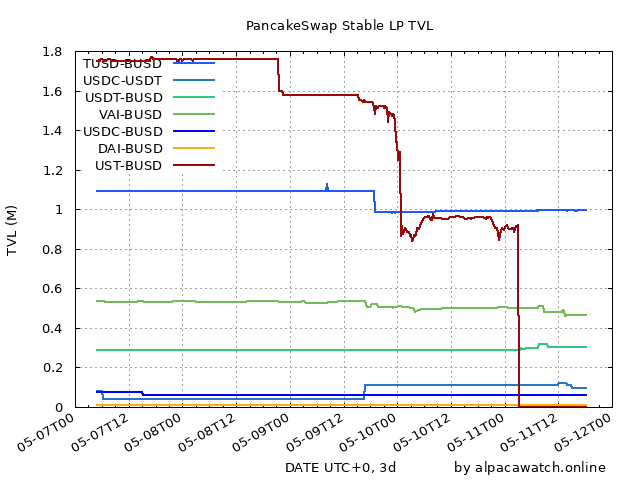 PancakeSwap Stable LP TVL
TVL (M)
1.8
1.6
1.4
1.2
1
0.8
0.6
0.4
0.2
0
TUSD-BUSD
USDC-USDT
USDT-BUSD
VAI-BUSD
USDC-BUSD
DAI-BUSD
UST-BUSD
05-07T00
05-07T12
05-08T00
05-08T12
05-09T00
05-09T12
05-10T00
05-10T12
05-11T00
05-11T12
05-12T00
DATE UTC+0, 3d
by alpacawatch.online